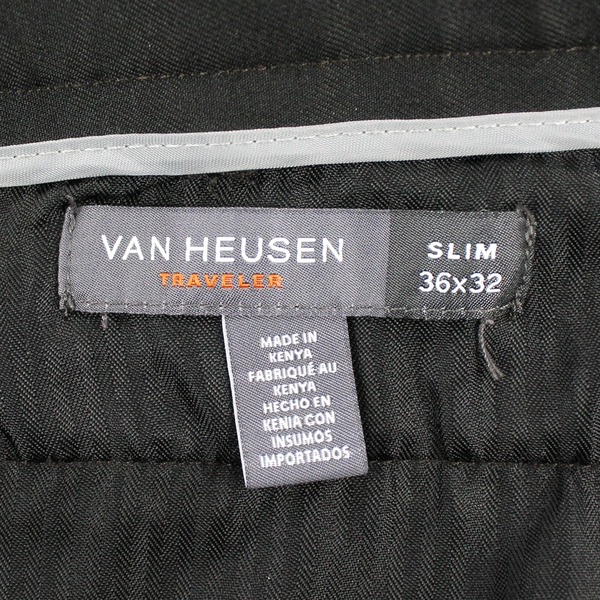 VAN HEUSEN
TRAVELER
SLIM
36x32
MADE IN
KENYA
FABRIQUÉ AU
KENYA
HECHO EN
KENIA CON
INSUMOS
IMPORTADOS